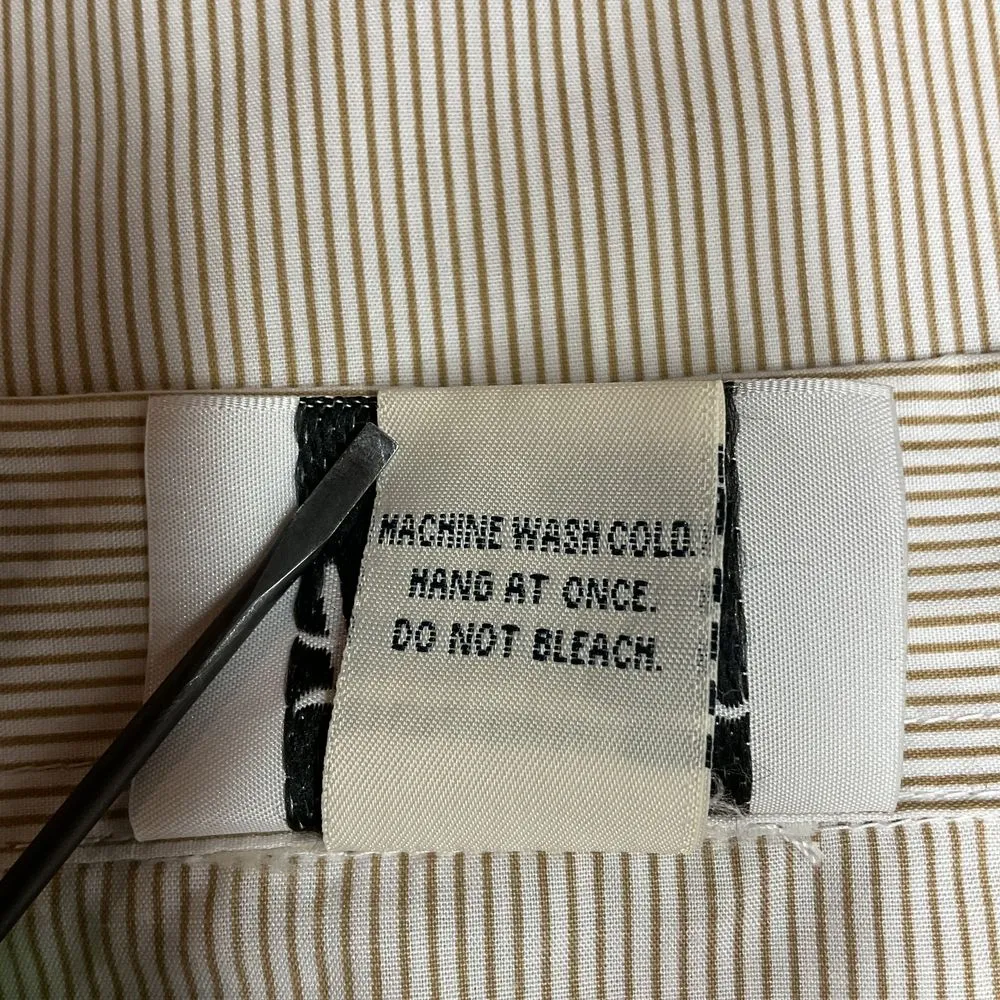 MACHINE WASH COLD.
HANG AT ONCE.
DO NOT BLEACH.